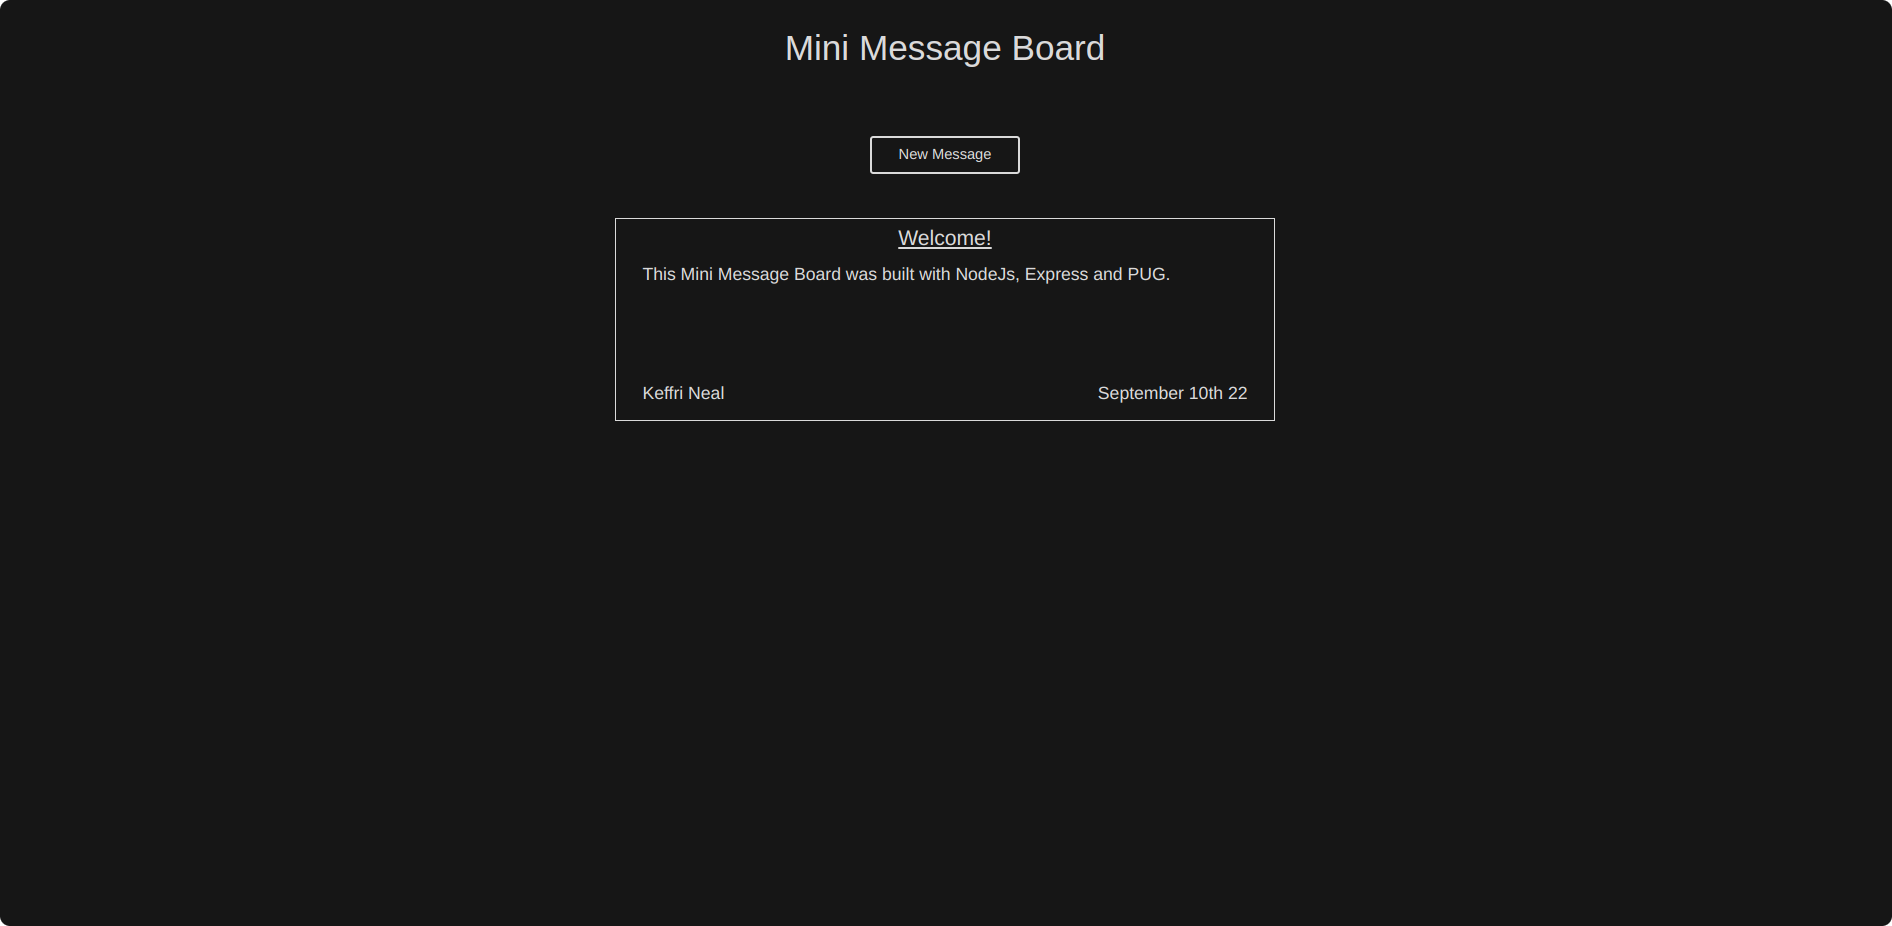 Mini Message Board
New Message
Welcome!
This Mini Message Board was built with NodeJs, Express and PUG.
Keffri Neal
September 10th 22